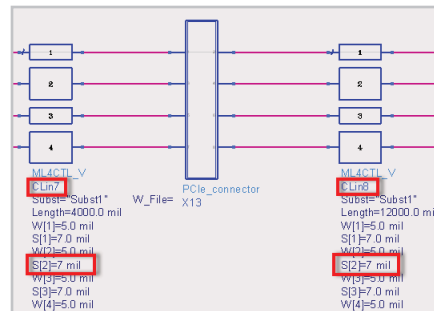 1
2
3
4
1
2
3
4
ML4CTL_V
CLin7
Subst="Subst1"
Length=4000.0 mil
W[1]=5.0 mil
S[1]=7.0 mil
W[2]=5.0 mil
S[2]=7 mil
W[3]=5.0 mil
S[3]=7.0 mil
W[4]=5.0 mil
W_File=
PCIe_connector
X13
ML4CTL_V
CLin8
Subst="Subst1"
Length=12000.0 mil
W[1]=5.0 mil
S[1]=7.0 mil
W[2]=5.0 mil
S[2]=7 mil
W[3]=5.0 mil
S[3]=7.0 mil
W[4]=5.0 mil